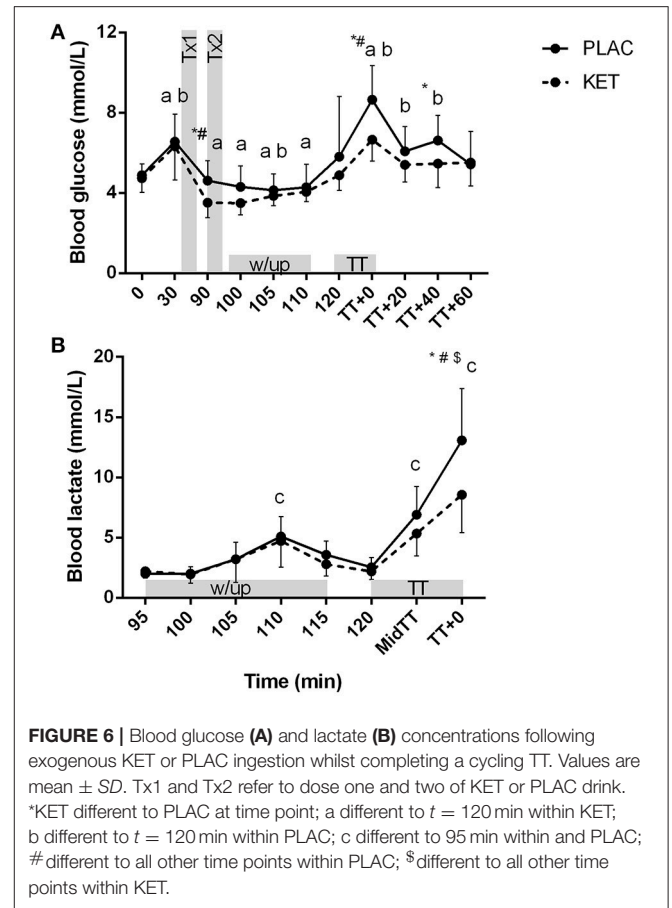 A
Blood glucose (mmol/L)
12
8
4
0
Tx1
Tx2
a b
*# a
a
a b
a
*#
a b
b
*
b
PLAC
KET
w/up
TT
0
30
90
100
105
110
120
TT+0
TT+20
TT+40
TT+60
B
Blood lactate (mmol/L)
20
15
10
5
0
c
c
* # $ c
w/up
TT
95
100
105
110
115
120
MidTT
TT+0
Time (min)
FIGURE 6 | Blood glucose (A) and lactate (B) concentrations following
exogenous KET or PLAC ingestion whilst completing a cycling TT. Values are
mean ± SD. Tx1 and Tx2 refer to dose one and two of KET or PLAC drink.
*KET different to PLAC at time point; a different to t = 120 min within KET;
b different to t = 120 min within PLAC; c different to 95 min within and PLAC;
#different to all other time points within PLAC; $different to all other time
points within KET.